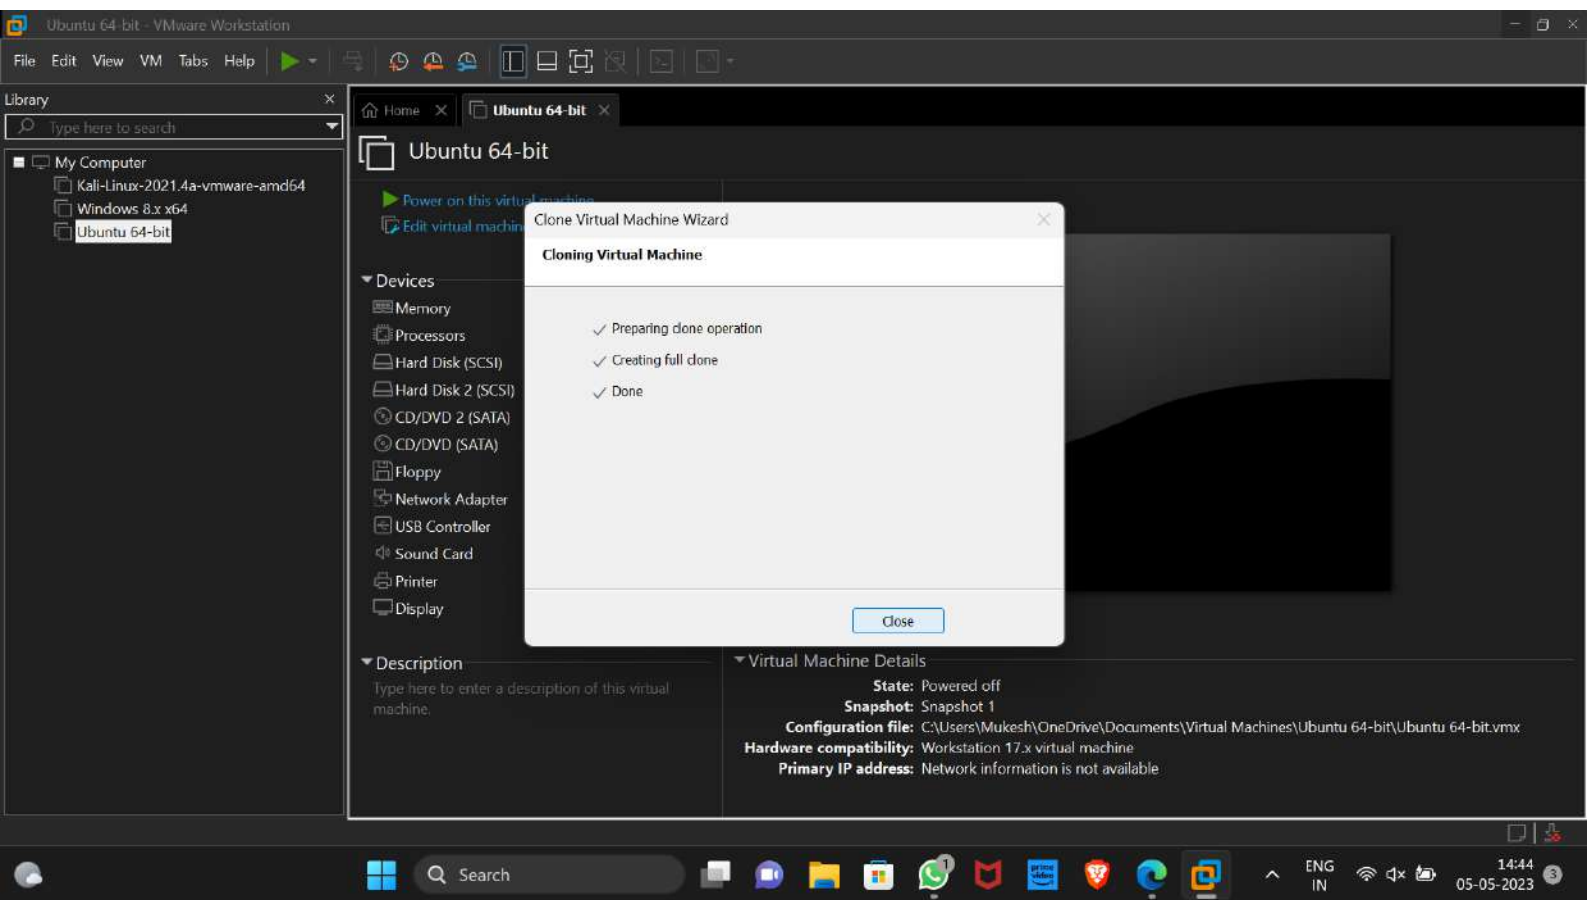 Ubuntu 64-bit - VMware Workstation
File Edit View VM Tabs Help
Library
Type here to search
My Computer
Kali-Linux-2021.4a-vmware-amd64
Windows 8.x x64
Ubuntu 64-bit
Home
Ubuntu 64-bit
Ubuntu 64-bit
Power on this virtual machine
Edit virtual machin
Devices
Memory
Processors
Hard Disk (SCSI)
Hard Disk 2 (SCSI)
CD/DVD 2 (SATA)
CD/DVD (SATA)
Floppy
Network Adapter
USB Controller
Sound Card
Printer
Display
Description
Type here to enter a description of this virtual
machine.
Clone Virtual Machine Wizard
Cloning Virtual Machine
Preparing clone operation
Creating full clone
Done
Close
Virtual Machine Details
State: Powered off
Snapshot: Snapshot 1
Configuration file: C:\Users\Mukesh\OneDrive\Documents\Virtual Machines\Ubuntu 64-bit\Ubuntu 64-bit.vmx
Hardware compatibility: Workstation 17.x virtual machine
Primary IP address: Network information is not available
Search
1
prime video
ENG
IN
14:44
05-05-2023
3